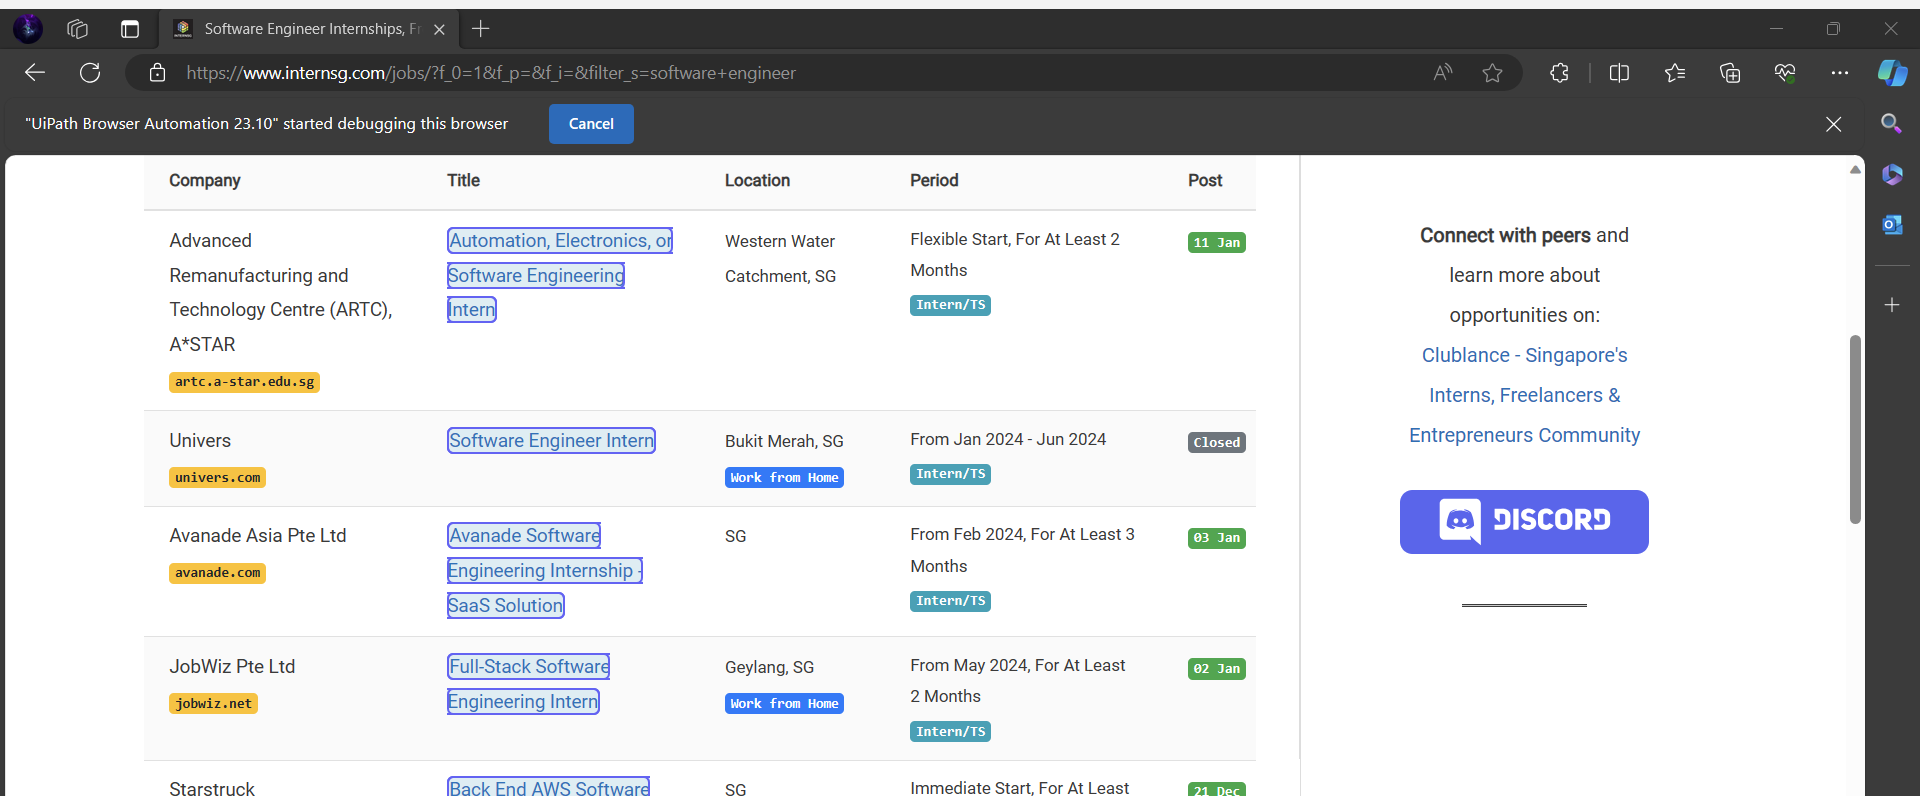 Software Engineer Internships, Fr
https://www.internsg.com/jobs/?f_0=1&f_p=&f_i=&filter_s=software+engineer
"UiPath Browser Automation 23.10" started debugging this browser
Cancel
Company Title Location Period Post
Advanced
Remanufacturing and
Technology Centre (ARTC),
A*STAR
artc.a-star.edu.sg
Automation, Electronics, or
Software Engineering
Intern
Western Water
Catchment, SG
Flexible Start, For At Least 2
Months
Intern/TS
11 Jan
Univers
univers.com
Software Engineer Intern
Bukit Merah, SG
Work from Home
From Jan 2024 - Jun 2024
Intern/TS
Closed
Avanade Asia Pte Ltd
avanade.com
Avanade Software
Engineering Internship -
SaaS Solution
SG
From Feb 2024, For At Least 3
Months
Intern/TS
03 Jan
JobWiz Pte Ltd
jobwiz.net
Full-Stack Software
Engineering Intern
Geylang, SG
Work from Home
From May 2024, For At Least
2 Months
Intern/TS
02 Jan
Starstruck
Back End AWS Software
SG
Immediate Start, For At Least
21 Dec
Connect with peers and
learn more about
opportunities on:
Clublance - Singapore's
Interns, Freelancers &
Entrepreneurs Community
DISCORD